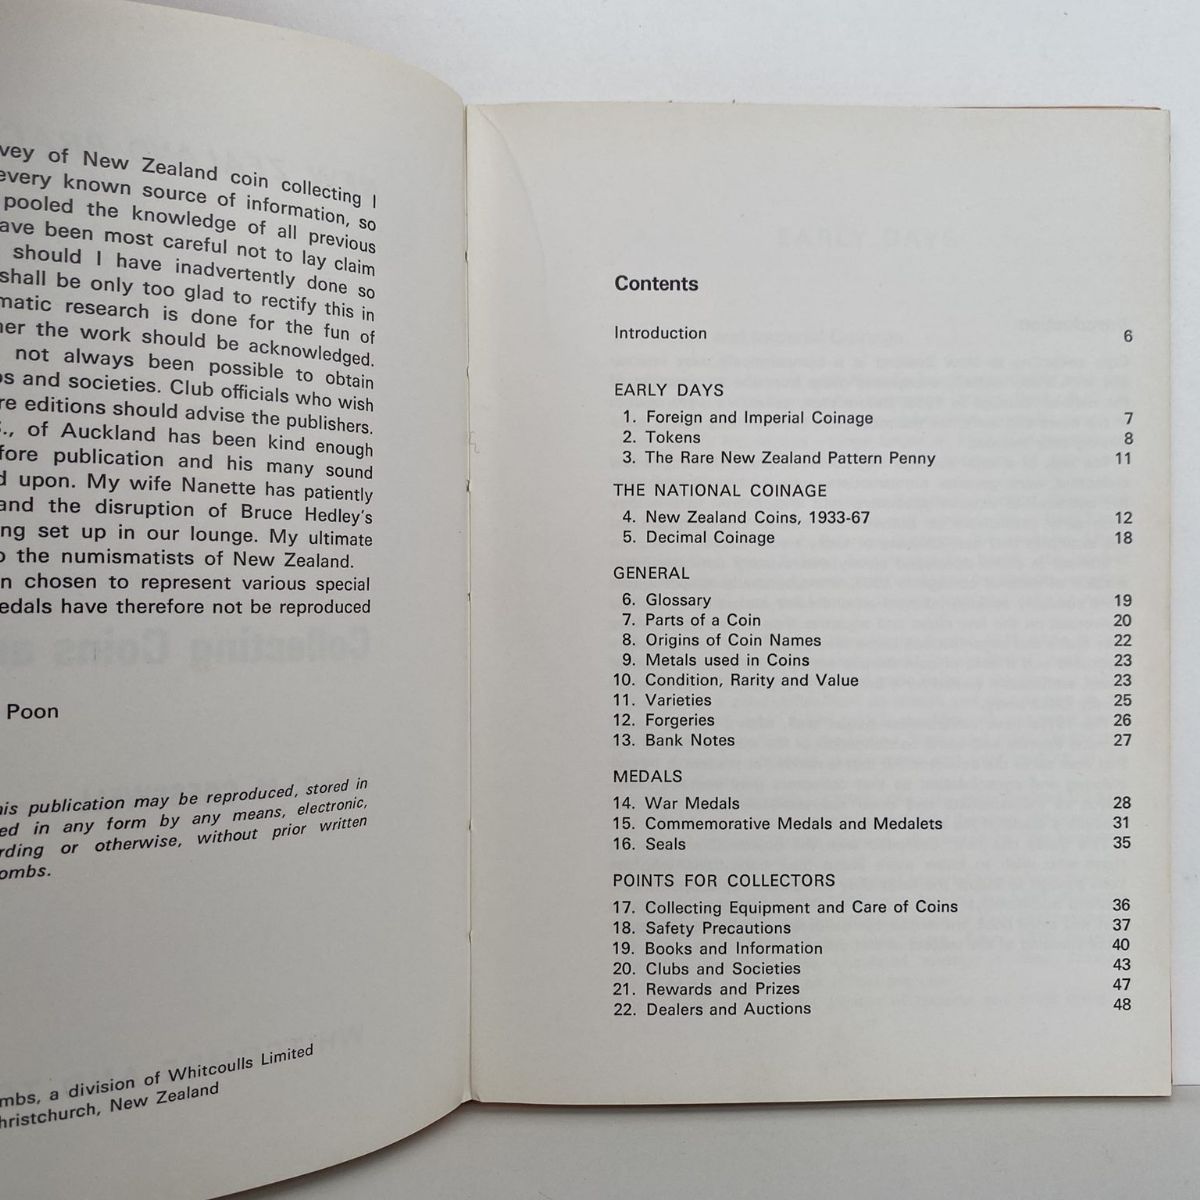 vey of New Zealand coin collecting I
every known source of information, so
pooled the knowledge of all previous
ave been most careful not to lay claim
should I have inadvertently done so
shall be only too glad to rectify this in
matic research is done for the fun of
her the work should be acknowledged.
not always been possible to obtain
os and societies. Club officials who wish
re editions should advise the publishers.
S., of Auckland has been kind enough
fore publication and his many sound
d upon. My wife Nanette has patiently
and the disruption of Bruce Hedley's
ng set up in our lounge. My ultimate
o the numismatists of New Zealand.
n chosen to represent various special
edals have therefore not be reproduced
Poon
his publication may be reproduced, stored in
ed in any form by any means, electronic,
rding or otherwise, without prior written
ombs.
mbs, a division of Whitcoulls Limited
hristchurch, New Zealand
Contents
Introduction 6
EARLY DAYS
1. Foreign and Imperial Coinage 7
2. Tokens 8
3. The Rare New Zealand Pattern Penny 11
THE NATIONAL COINAGE
4. New Zealand Coins, 1933-67 12
5. Decimal Coinage 18
GENERAL
6. Glossary 19
7. Parts of a Coin 20
8. Origins of Coin Names 22
9. Metals used in Coins 23
10. Condition, Rarity and Value 23
11. Varieties 25
12. Forgeries 26
13. Bank Notes 27
MEDALS
14. War Medals 28
15. Commemorative Medals and Medalets 31
16. Seals 35
POINTS FOR COLLECTORS
17. Collecting Equipment and Care of Coins 36
18. Safety Precautions 37
19. Books and Information 40
20. Clubs and Societies 43
21. Rewards and Prizes 47
22. Dealers and Auctions 48